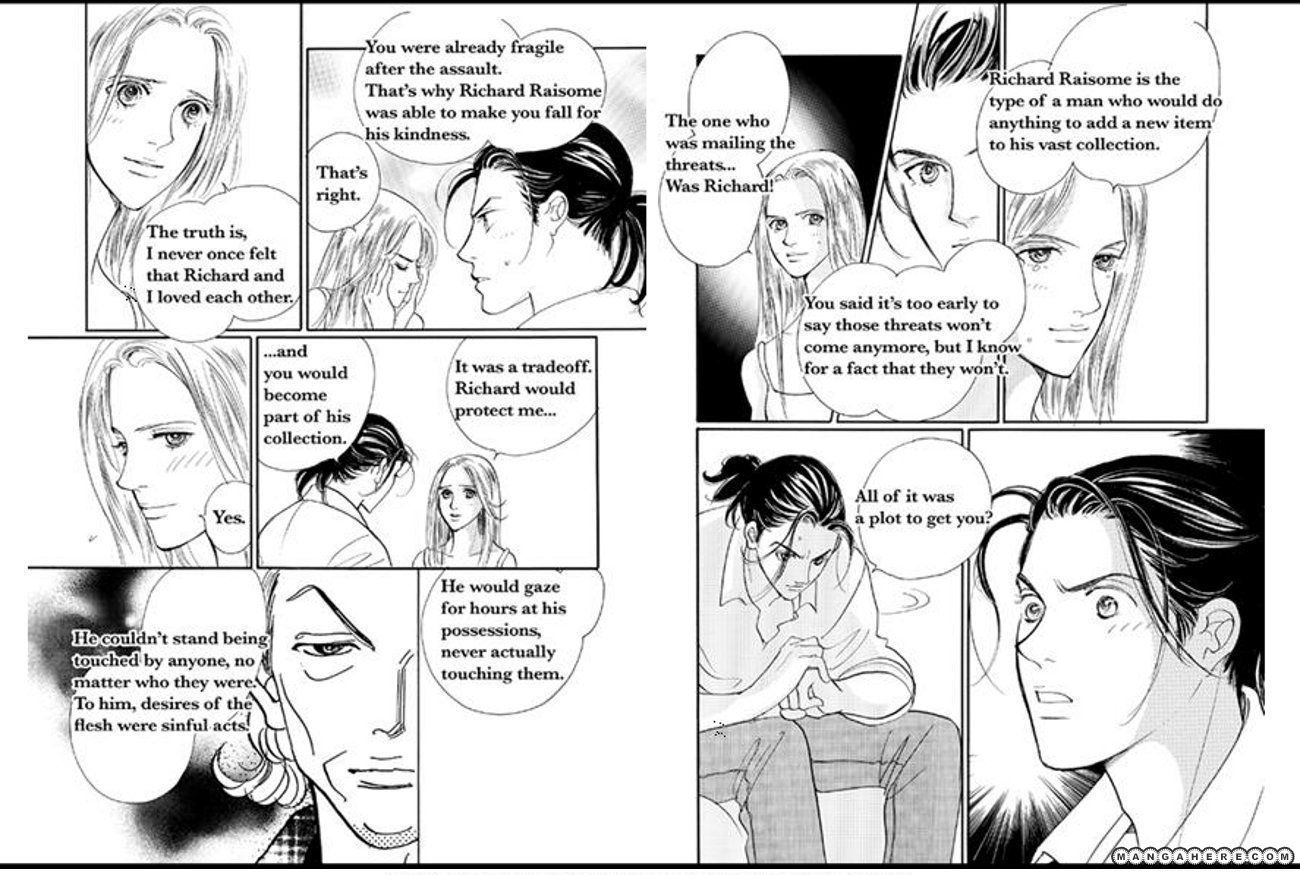 Richard Raisome is the
type of a man who would do
anything to add a new item
to his vast collection.
You said it's too early to
say those threats won't
come anymore, but I know
for a fact that they won't.
The one who
was mailing the
threats...
Was Richard!
All of it was
a plot to get you?
You were already fragile
after the assault.
That's why Richard Raisome
was able to make you fall for
his kindness.
That's
right.
The truth is,
I never once felt
that Richard and
I loved each other.
It was a tradeoff.
Richard would
protect me...
...and
you would
become
part of his
collection.
Yes.
He would gaze
for hours at his
possessions,
never actually
touching them.
He couldn't stand being
touched by anyone, no
matter who they were.
To him, desires of the
flesh were sinful acts.
MANGAHERE.COM